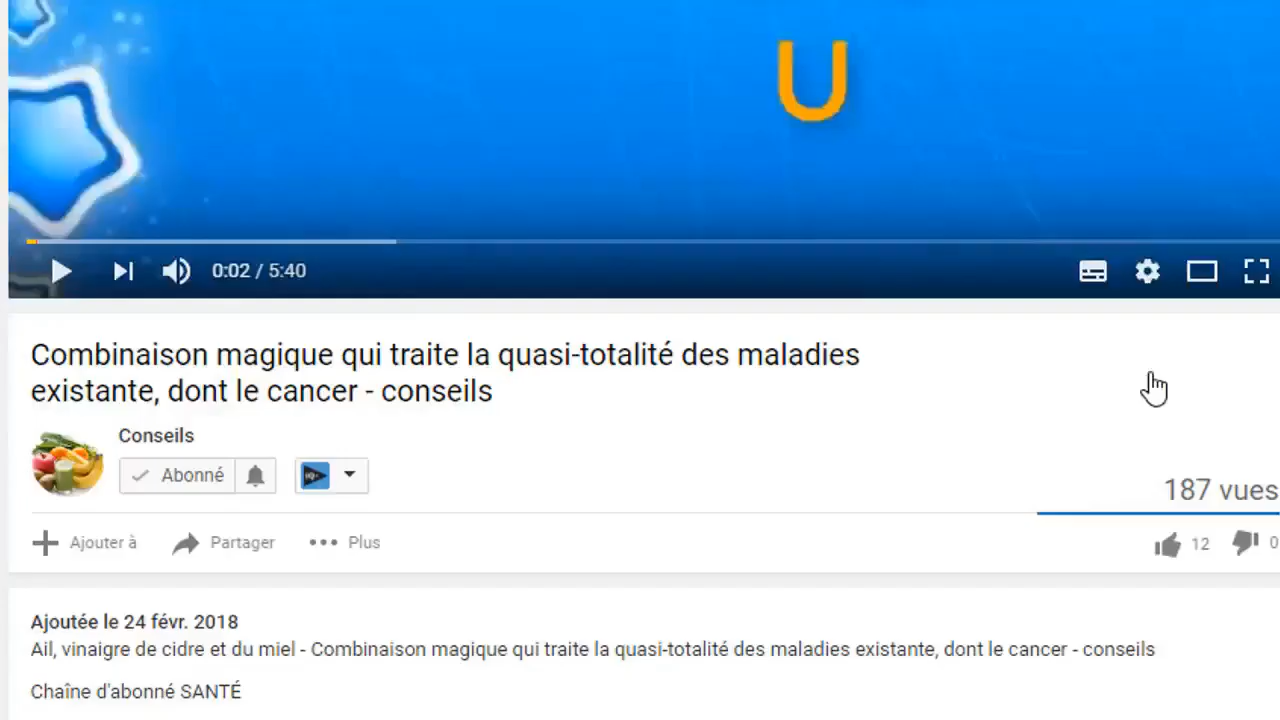 U
0:02 / 5:40
Combinaison magique qui traite la quasi-totalité des maladies
existante, dont le cancer - conseils
Conseils
Abonné
187 vues
Ajouter à
Partager
Plus
12
0
Ajoutée le 24 févr. 2018
Ail, vinaigre de cidre et du miel - Combinaison magique qui traite la quasi-totalité des maladies existante, dont le cancer - conseils
Chaîne d'abonné SANTÉ